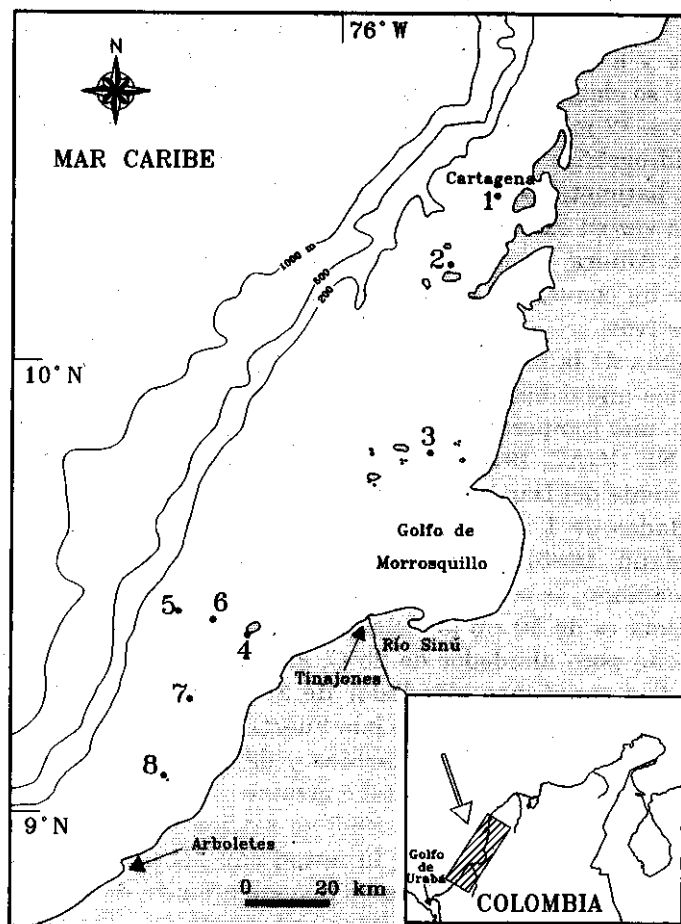 76° W
N
MAR CARIBE
Cartagena
1
2
1000 m
500
200
10° N
3
Golfo de
Morrosquillo
5
6
4
Río Sinú
Tinajones
7
8
9° N
Arboletes
0 20 km
Golfo
de
Urabá
COLOMBIA